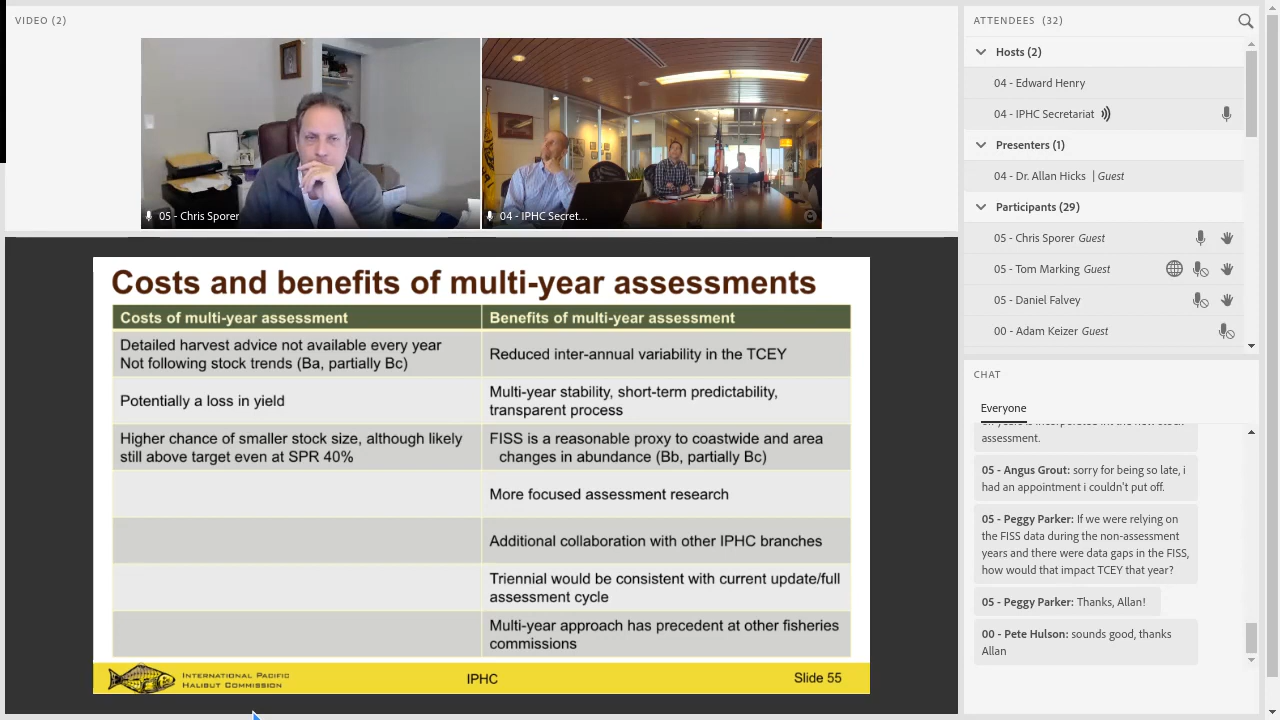 VIDEO (2)
05 - Chris Sporer
04 - IPHC Secret...
Costs and benefits of multi-year assessments
Costs of multi-year assessment
Benefits of multi-year assessment
Detailed harvest advice not available every year
Not following stock trends (Ba, partially Bc)
Reduced inter-annual variability in the TCEY
Potentially a loss in yield
Multi-year stability, short-term predictability,
transparent process
Higher chance of smaller stock size, although likely
still above target even at SPR 40%
FISS is a reasonable proxy to coastwide and area
changes in abundance (Bb, partially Bc)
More focused assessment research
Additional collaboration with other IPHC branches
Triennial would be consistent with current update/full
assessment cycle
Multi-year approach has precedent at other fisheries
commissions
INTERNATIONAL PACIFIC
HALIBUT COMMISSION
IPHC
Slide 55
ATTENDEES (32)
Hosts (2)
04 - Edward Henry
04 - IPHC Secretariat
Presenters (1)
04 - Dr. Allan Hicks | Guest
Participants (29)
05 - Chris Sporer Guest
05 - Tom Marking Guest
05 - Daniel Falvey
00 - Adam Keizer Guest
CHAT
Everyone
assessment.
05 - Angus Grout: sorry for being so late, i
had an appointment i couldn't put off.
05 - Peggy Parker: If we were relying on
the FISS data during the non-assessment
years and there were data gaps in the FISS,
how would that impact TCEY that year?
05 - Peggy Parker: Thanks, Allan!
00 - Pete Hulson: sounds good, thanks
Allan